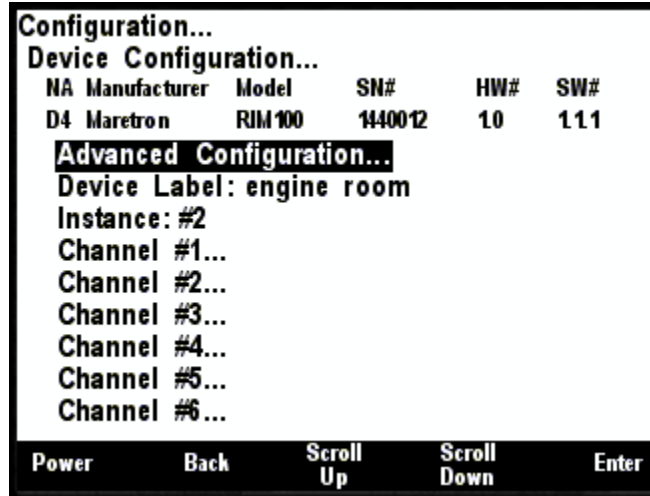 Configuration...
Device Configuration...
NA Manufacturer Model SN# HW# SW#
D4 Maretron RIM100 1440012 1.0 1.1.1
Advanced Configuration...
Device Label: engine room
Instance: #2
Channel #1...
Channel #2...
Channel #3...
Channel #4...
Channel #5...
Channel #6...
Power Back Scroll Up Scroll Down Enter